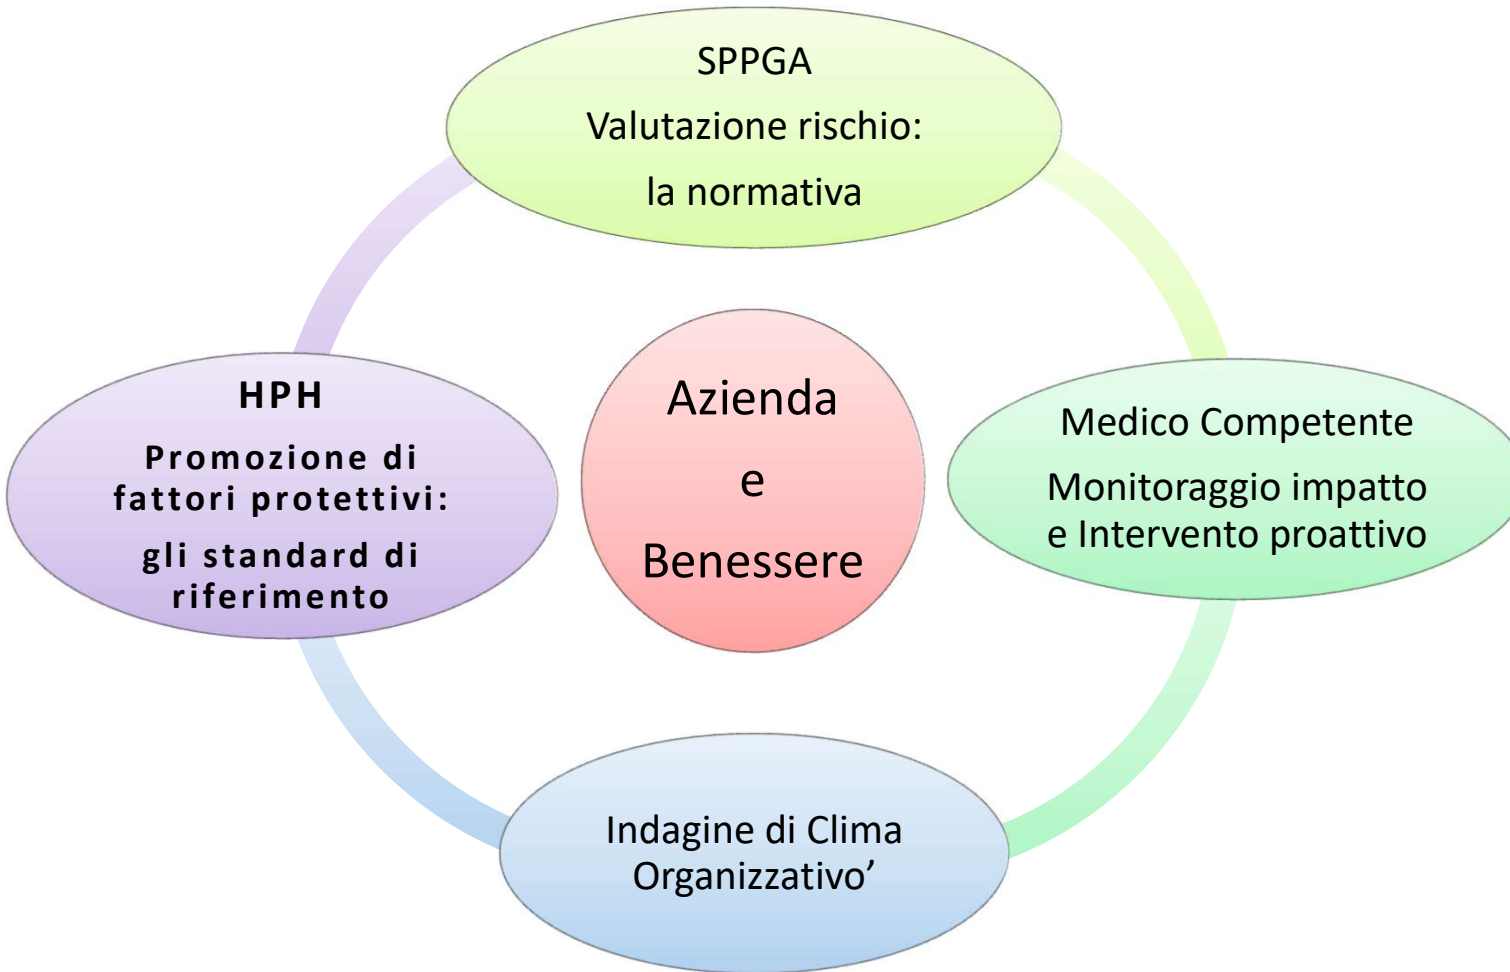 SPPGA
Valutazione rischio:
la normativa
HPH
Promozione di
fattori protettivi:
gli standard di
riferimento
Azienda
e
Benessere
Medico Competente
Monitoraggio impatto
e Intervento proattivo
Indagine di Clima
Organizzativo’